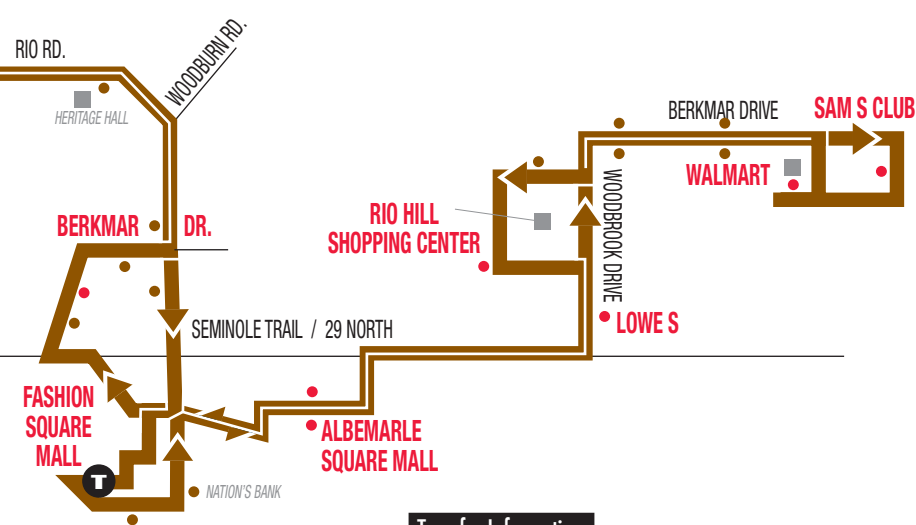 RIO RD.
WOODBURN RD.
HERITAGE HALL
BERKMAR DRIVE
SAM S CLUB
WALMART
WOODBROOK DRIVE
RIO HILL
SHOPPING CENTER
BERKMAR DR.
LOWE S
SEMINOLE TRAIL / 29 NORTH
FASHION
SQUARE
MALL
ALBEMARLE
SQUARE MALL
T
NATION'S BANK